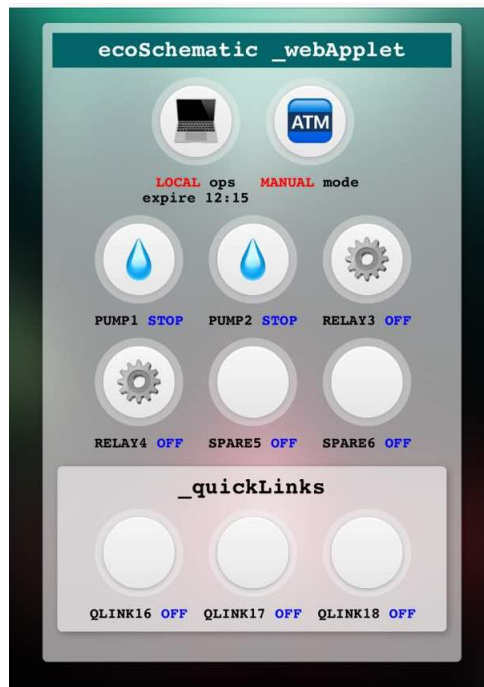 ecoSchematic _webApplet
ATM
LOCAL ops
expire 12:15
MANUAL mode
PUMP1 STOP
PUMP2 STOP
RELAY3 OFF
RELAY4 OFF
SPARE5 OFF
SPARE6 OFF
_quickLinks
QLINK16 OFF
QLINK17 OFF
QLINK18 OFF